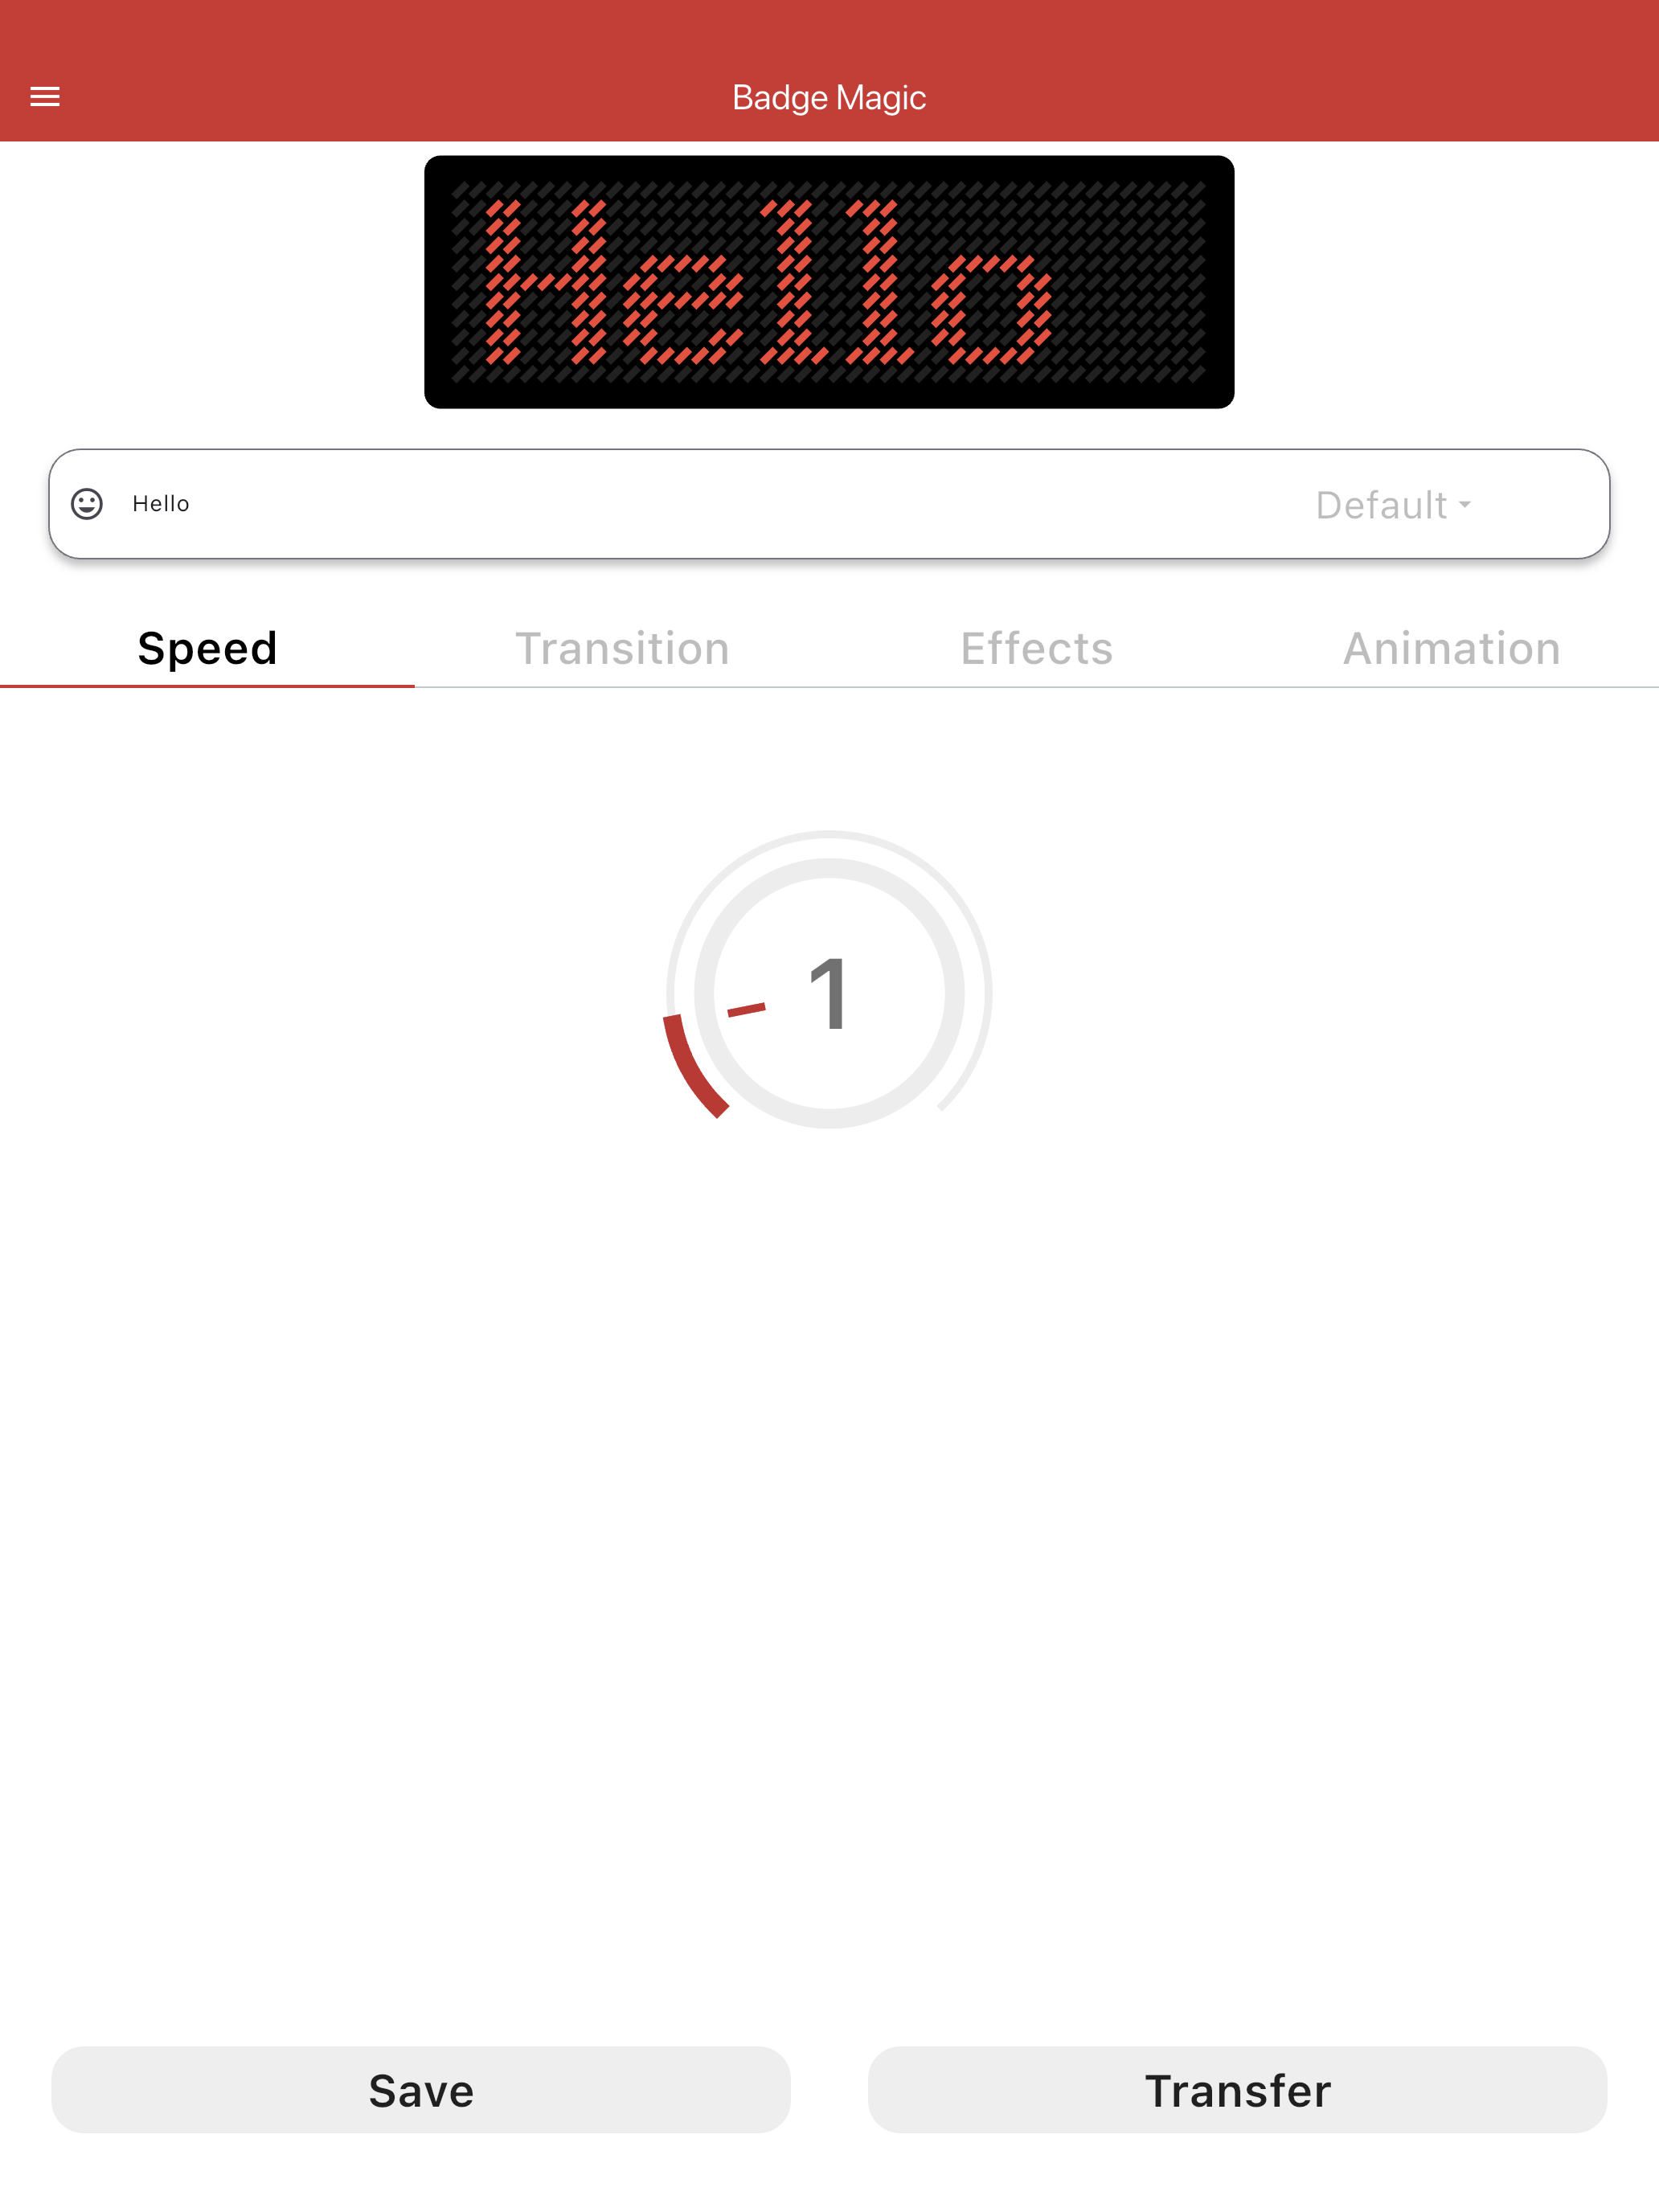 Badge Magic
Hello
Hello
Default
Speed Transition Effects Animation
1
Save Transfer